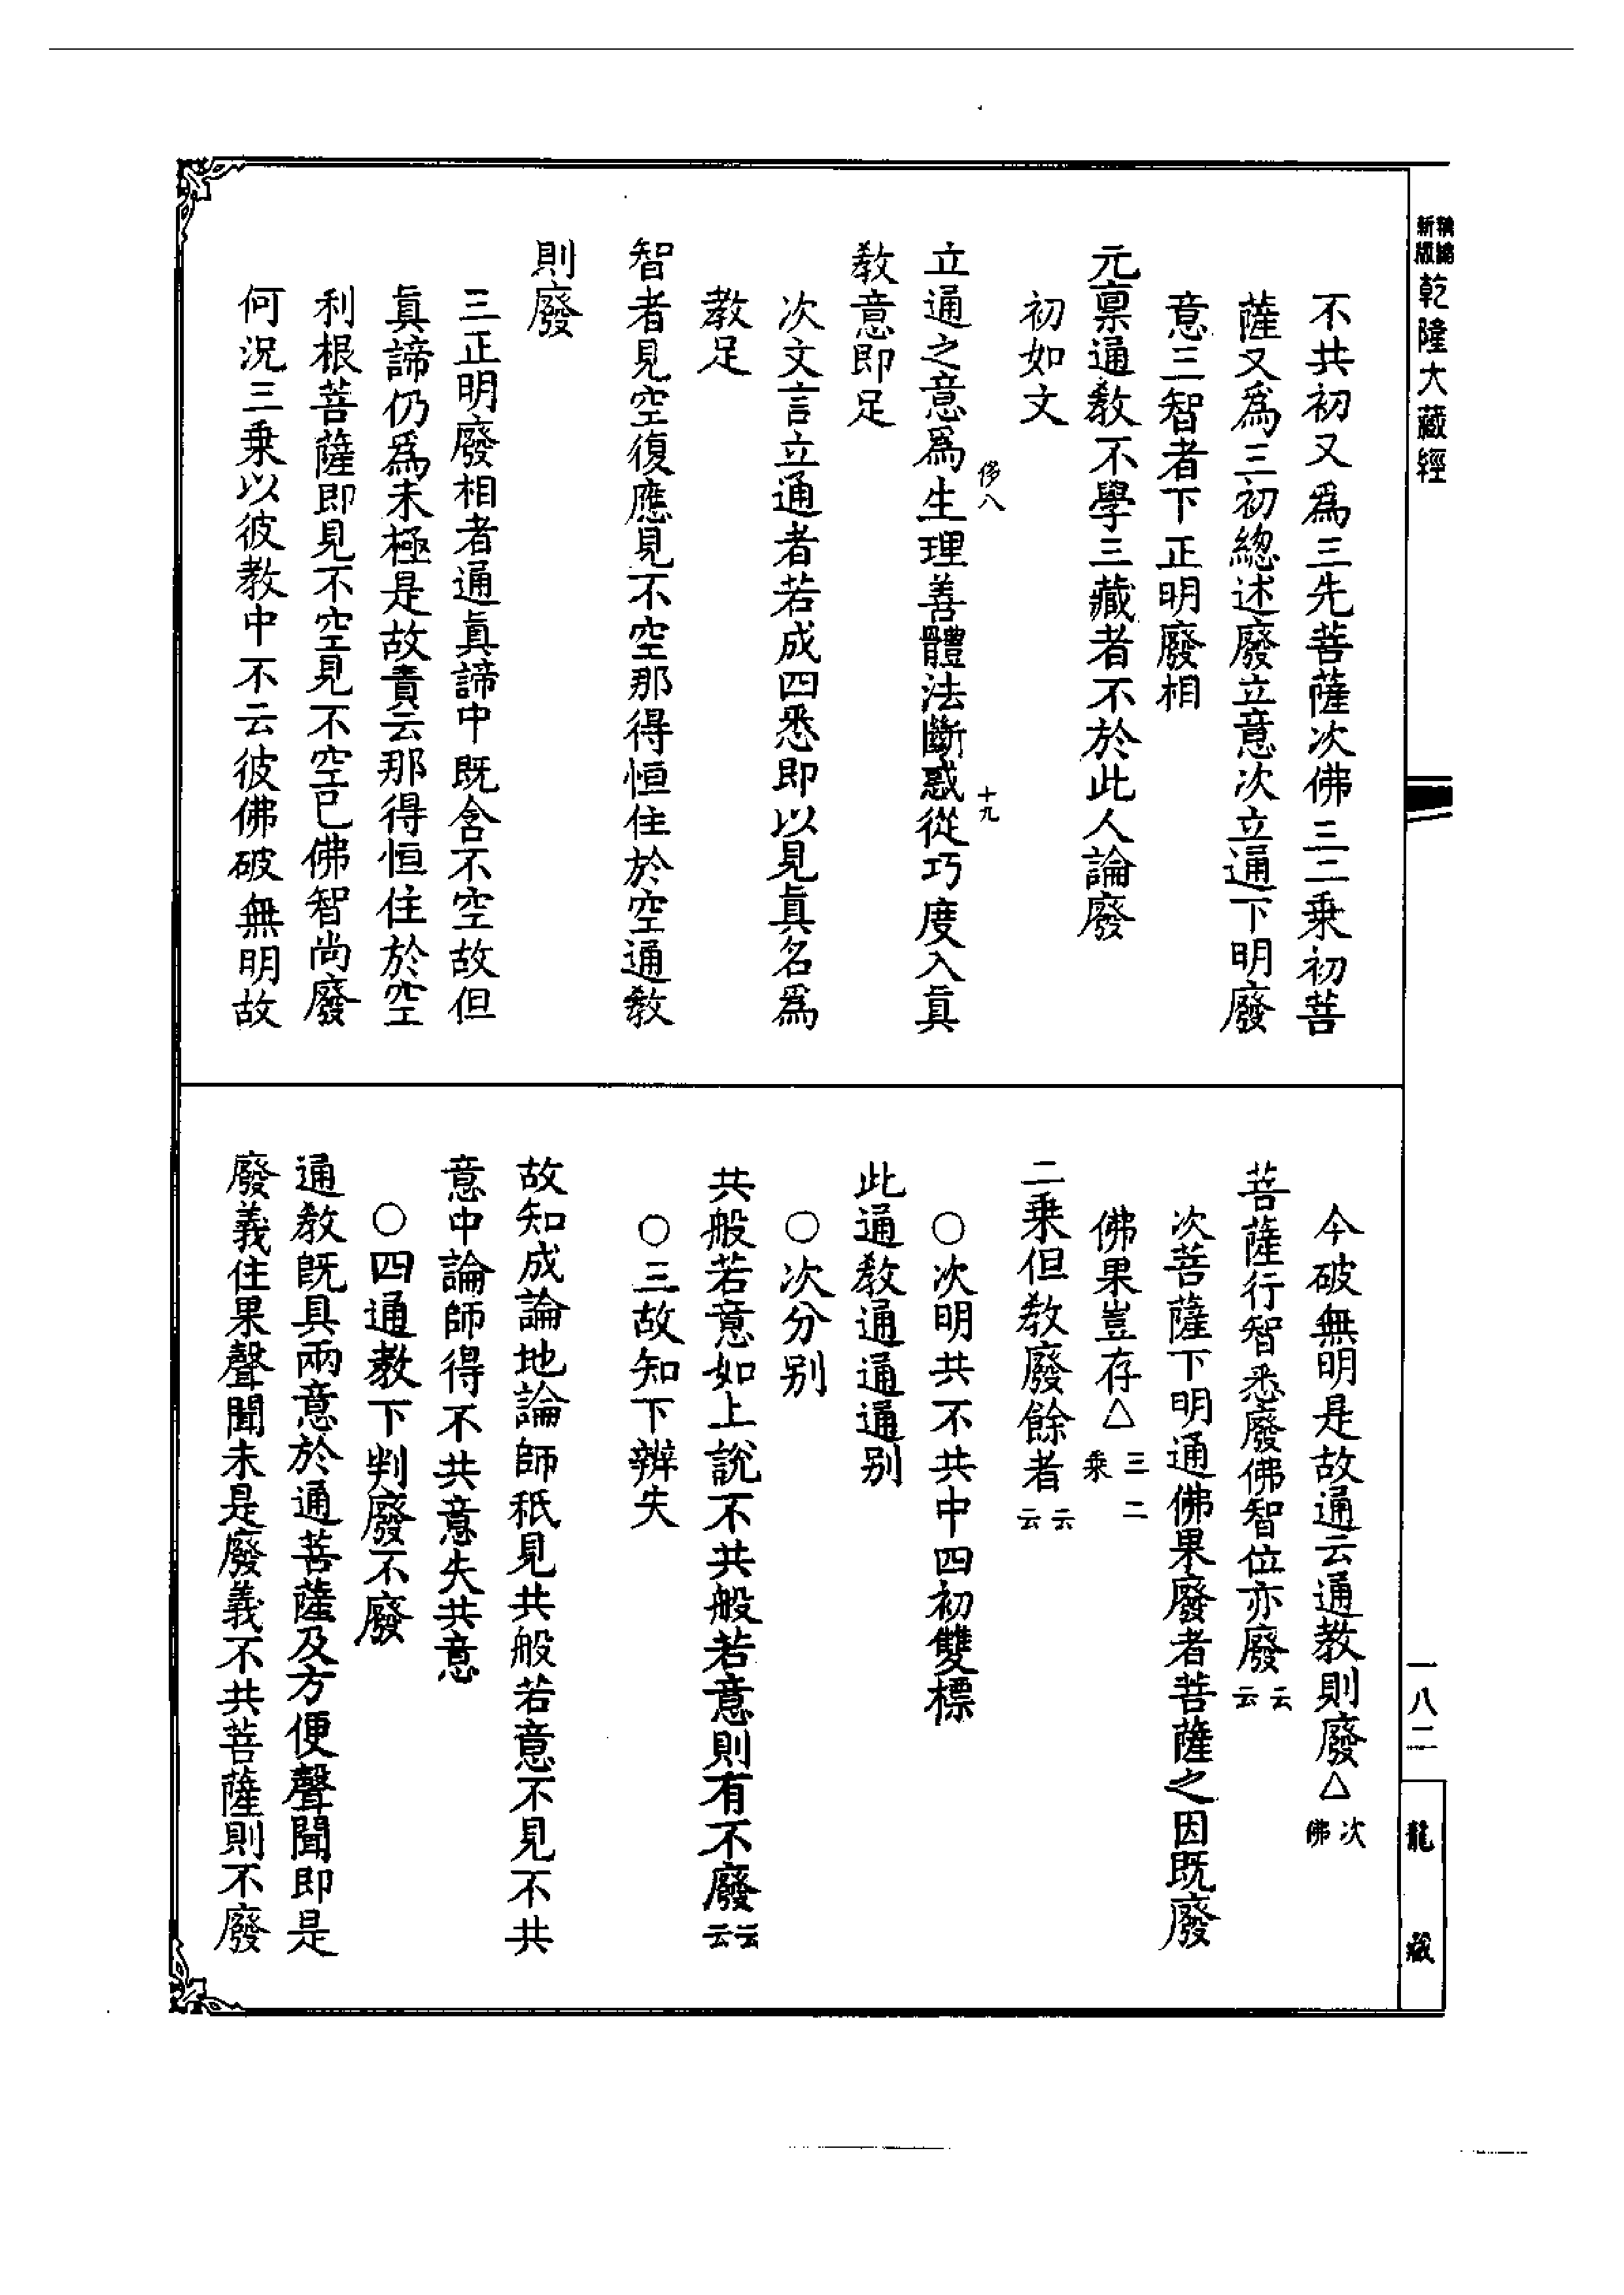 新編
縮版
乾隆大藏經
不共初又爲三先菩薩次佛三二乗初菩
薩又爲三初總述廢立意次立通下明廢
意三智者下正明廢相
元稟通教不學三藏者不於此人論廢
初如文
侈八
十九
立通之意爲生理善體法斷惑從巧度入眞
教意即足
次文言立通者若成四悉即以見眞名爲
教足
智者見空復應見不空那得恒住於空通教
則廢
三正明廢相者通眞諦中既含不空故但
眞諦仍爲未極是故責云那得恒住於空
利根菩薩即見不空見不空已佛智尚廢
何況三乗以彼教中不云彼佛破無明故
今破無明是故通云通教則廢△次佛
菩薩行智悉廢佛智位亦廢云云
次菩薩下明通佛果廢者菩薩之因既廢
佛果豈存△三二乗
二乗但教廢餘者云云
○次明共不共中四初雙標
此通教通通通别
○次分别
共般若意如上說不共般若意則有不廢云云
○三故知下辨失
故知成論地論師秖見共般若意不見不共
意中論師得不共意失共意
○四通教下判廢不廢
通教旣具兩意於通菩薩及方便聲聞即是
廢義住果聲聞未是廢義不共菩薩則不廢
一八二
龍藏